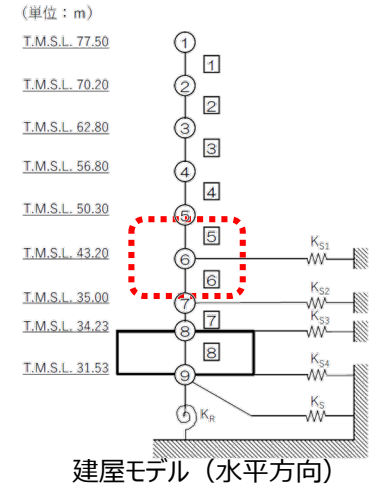 (単位：m)
T.M.S.L. 77.50
1
1
T.M.S.L. 70.20
2
2
T.M.S.L. 62.80
3
3
T.M.S.L. 56.80
4
4
T.M.S.L. 50.30
5
5
T.M.S.L. 43.20
6
KS1
6
T.M.S.L. 35.00
7
KS2
7
T.M.S.L. 34.23
8
KS3
8
T.M.S.L. 31.53
9
KS4
KR
KS
建屋モデル（水平方向）